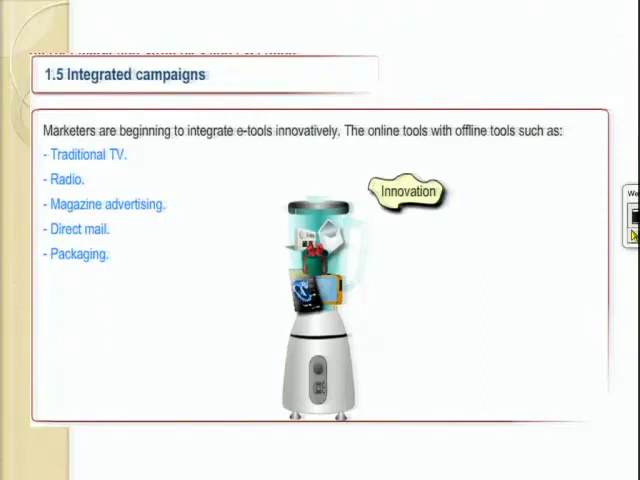 1.5 Integrated campaigns
Marketers are beginning to integrate e-tools innovatively. The online tools with offline tools such as:
- Traditional TV.
- Radio.
- Magazine advertising.
- Direct mail.
- Packaging.
Innovation
We